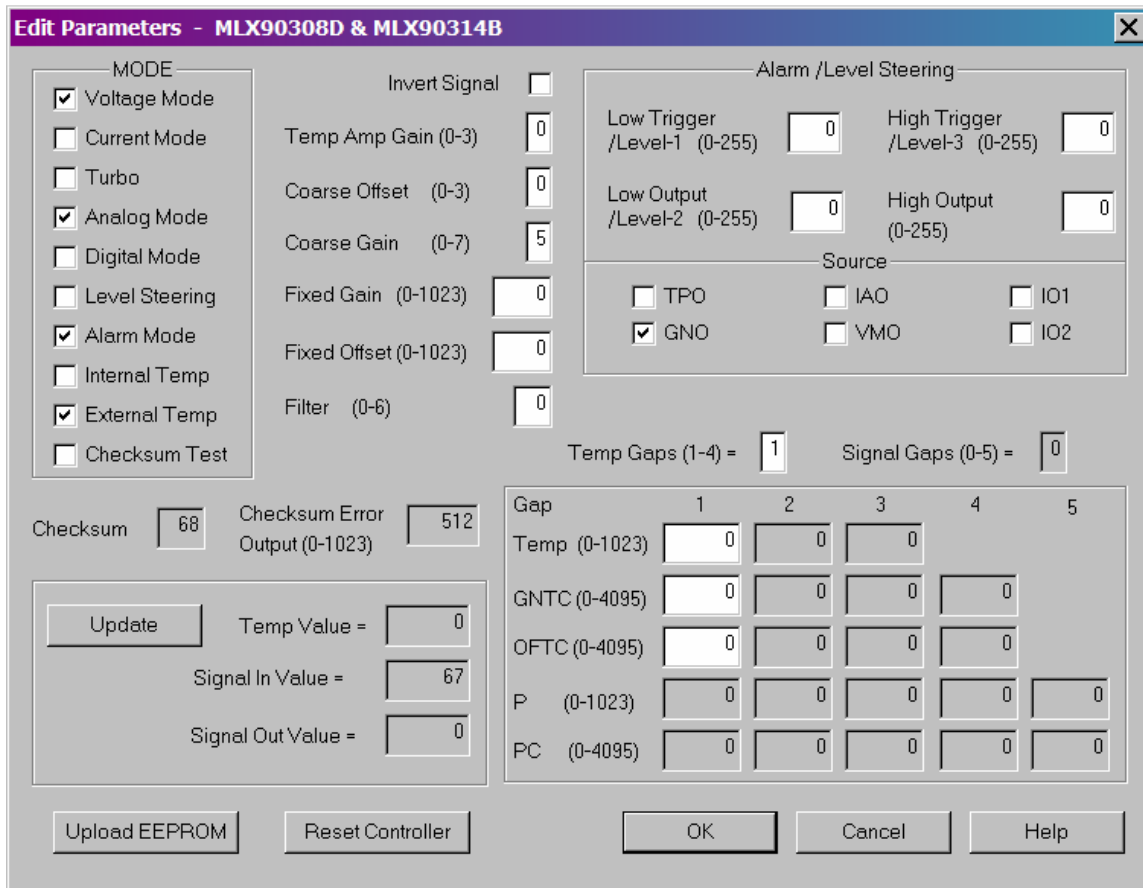 Edit Parameters - MLX90308D & MLX90314B
MODE
Voltage Mode
Current Mode
Turbo
Analog Mode
Digital Mode
Level Steering
Alarm Mode
Internal Temp
External Temp
Checksum Test
Invert Signal
Temp Amp Gain (0-3) 0
Coarse Offset (0-3) 0
Coarse Gain (0-7) 5
Fixed Gain (0-1023) 0
Fixed Offset (0-1023) 0
Filter (0-6) 0
Alarm /Level Steering
Low Trigger
/Level-1 (0-255) 0
High Trigger
/Level-3 (0-255) 0
Low Output
/Level-2 (0-255) 0
High Output
(0-255) 0
Source
TPO IAO IO1
GNO VMO IO2
Temp Gaps (1-4) = 1 Signal Gaps (0-5) = 0
Checksum 68
Checksum Error
Output (0-1023) 512
Gap 1 2 3 4 5
Temp (0-1023) 0 0 0
GNTC (0-4095) 0 0 0 0
OFTC (0-4095) 0 0 0 0
P (0-1023) 0 0 0 0 0
PC (0-4095) 0 0 0 0 0
Update
Temp Value = 0
Signal In Value = 67
Signal Out Value = 0
Upload EEPROM Reset Controller OK Cancel Help